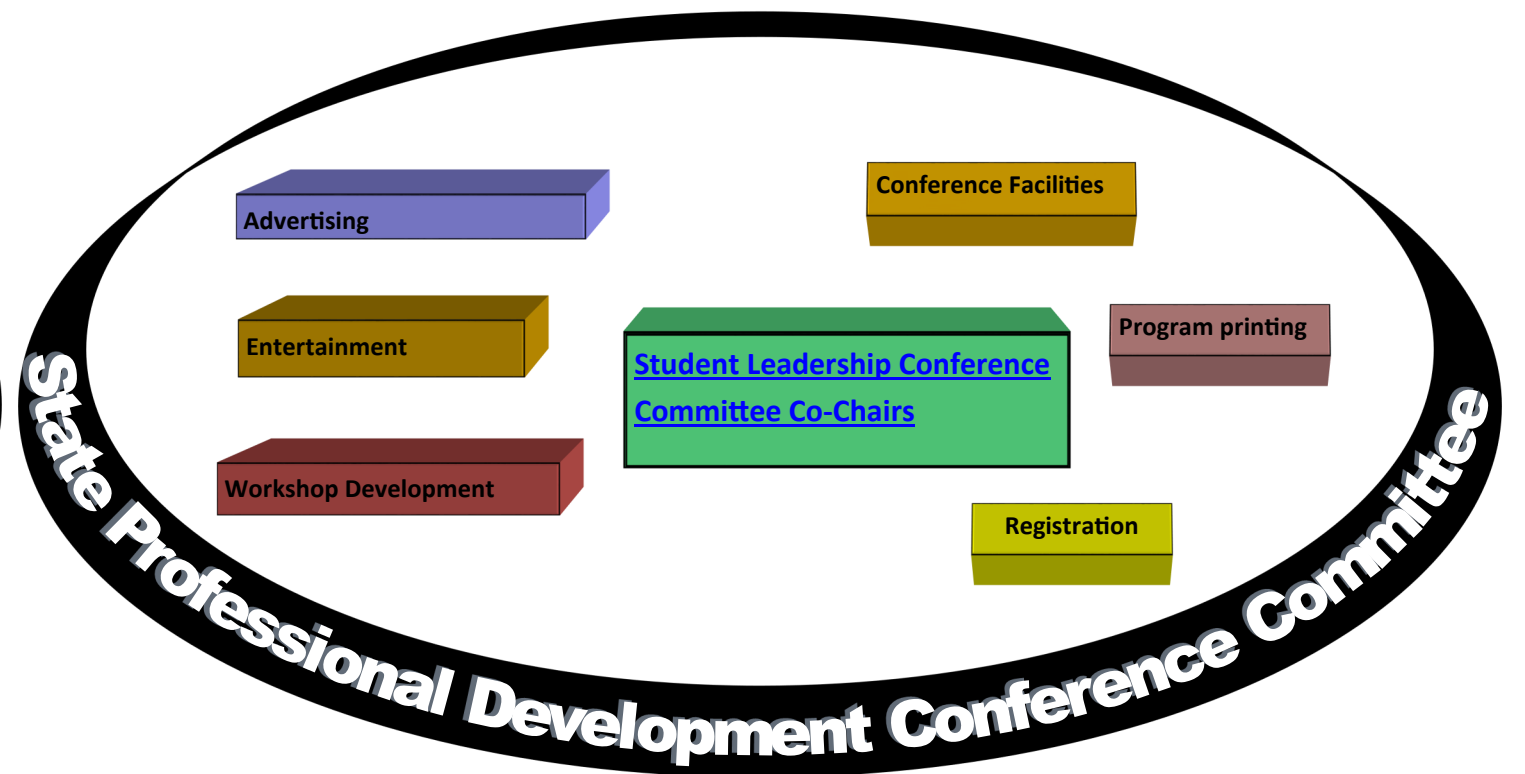 Advertising
Conference Facilities
Entertainment
Program printing
Student Leadership Conference
Committee Co-Chairs
Workshop Development
Registration
State Professional Development Conference Committee